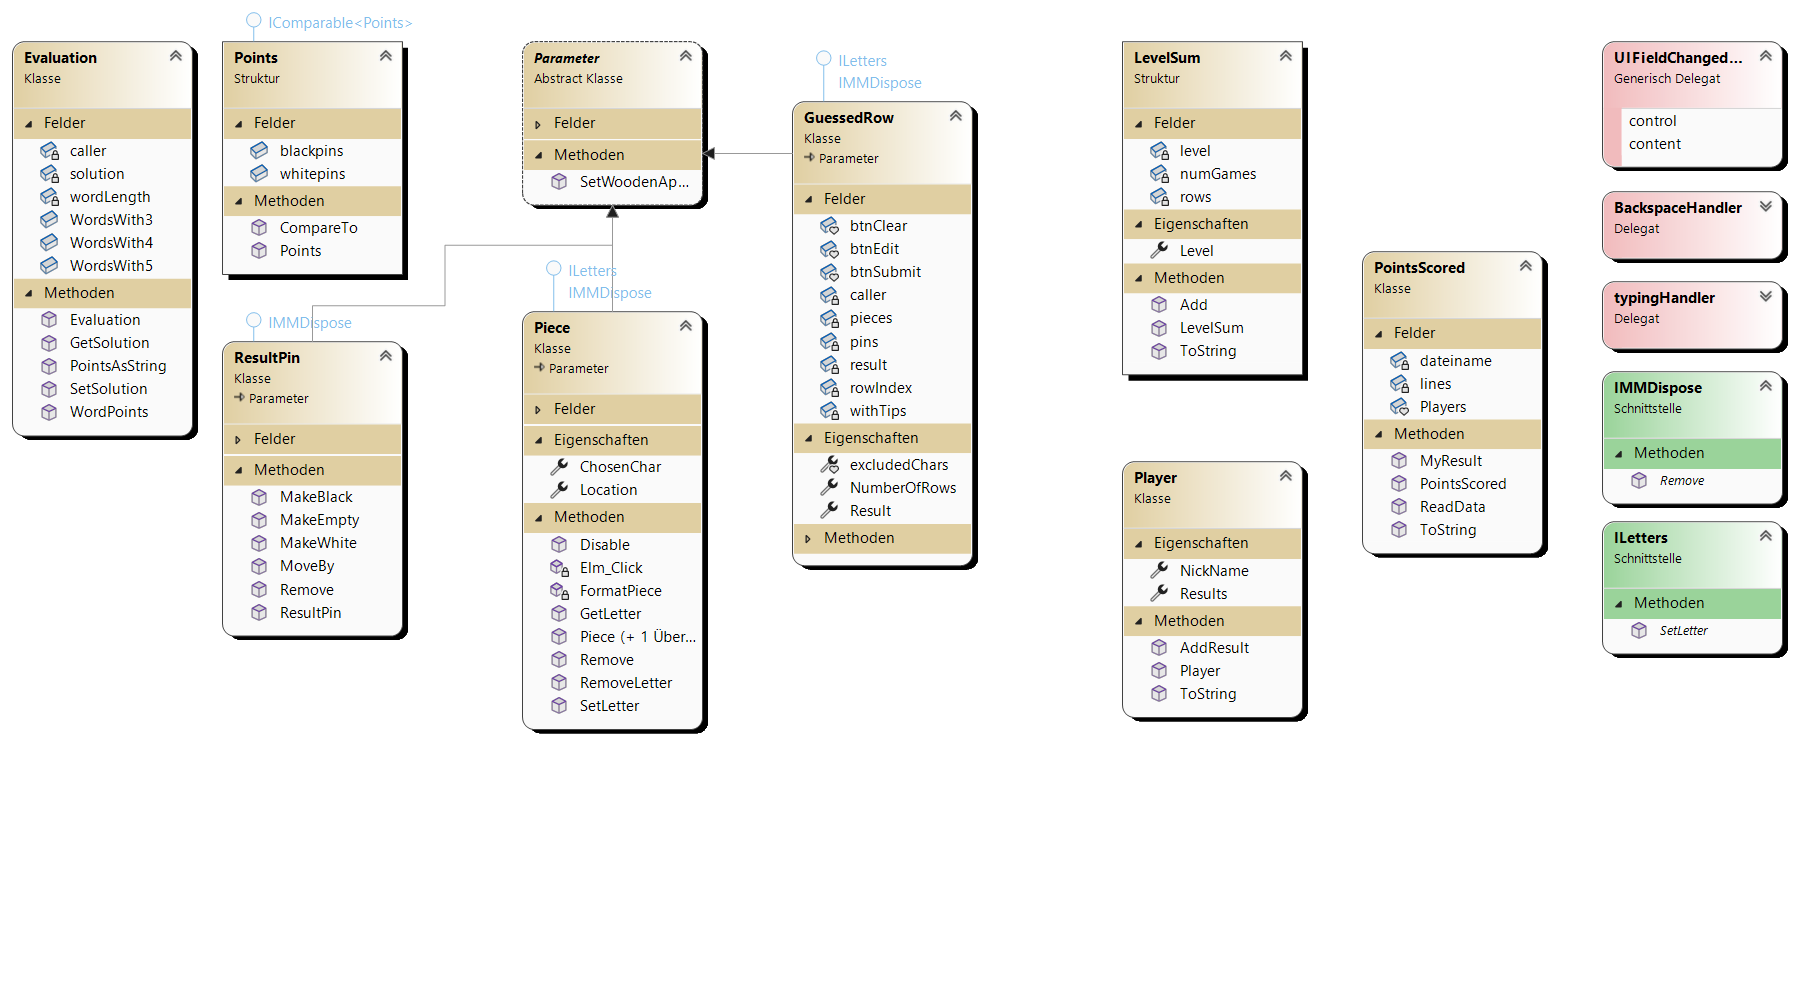 Evaluation
Klasse
Felder
caller
solution
wordLength
WordsWith3
WordsWith4
WordsWith5
Methoden
Evaluation
GetSolution
PointsAsString
SetSolution
WordPoints
IComparable<Points>
Points
Struktur
Felder
blackpins
whitepins
Methoden
CompareTo
Points
IMMDispose
ResultPin
Klasse
Parameter
Felder
Methoden
MakeBlack
MakeEmpty
MakeWhite
MoveBy
Remove
ResultPin
Parameter
Abstract Klasse
Felder
Methoden
SetWoodenAp...
ILetters
IMMDispose
Piece
Klasse
Parameter
Felder
Eigenschaften
ChosenChar
Location
Methoden
Disable
Elm_Click
FormatPiece
GetLetter
Piece (+ 1 Über...
Remove
RemoveLetter
SetLetter
ILetters
IMMDispose
GuessedRow
Klasse
Parameter
Felder
btnClear
btnEdit
btnSubmit
caller
pieces
pins
result
rowIndex
withTips
Eigenschaften
excludedChars
NumberOfRows
Result
Methoden
LevelSum
Struktur
Felder
level
numGames
rows
Eigenschaften
Level
Methoden
Add
LevelSum
ToString
Player
Klasse
Eigenschaften
NickName
Results
Methoden
AddResult
Player
ToString
PointsScored
Klasse
Felder
dateiname
lines
Players
Methoden
MyResult
PointsScored
ReadData
ToString
UIFieldChanged...
Generisch Delegat
control
content
BackspaceHandler
Delegat
typingHandler
Delegat
IMMDispose
Schnittstelle
Methoden
Remove
ILetters
Schnittstelle
Methoden
SetLetter